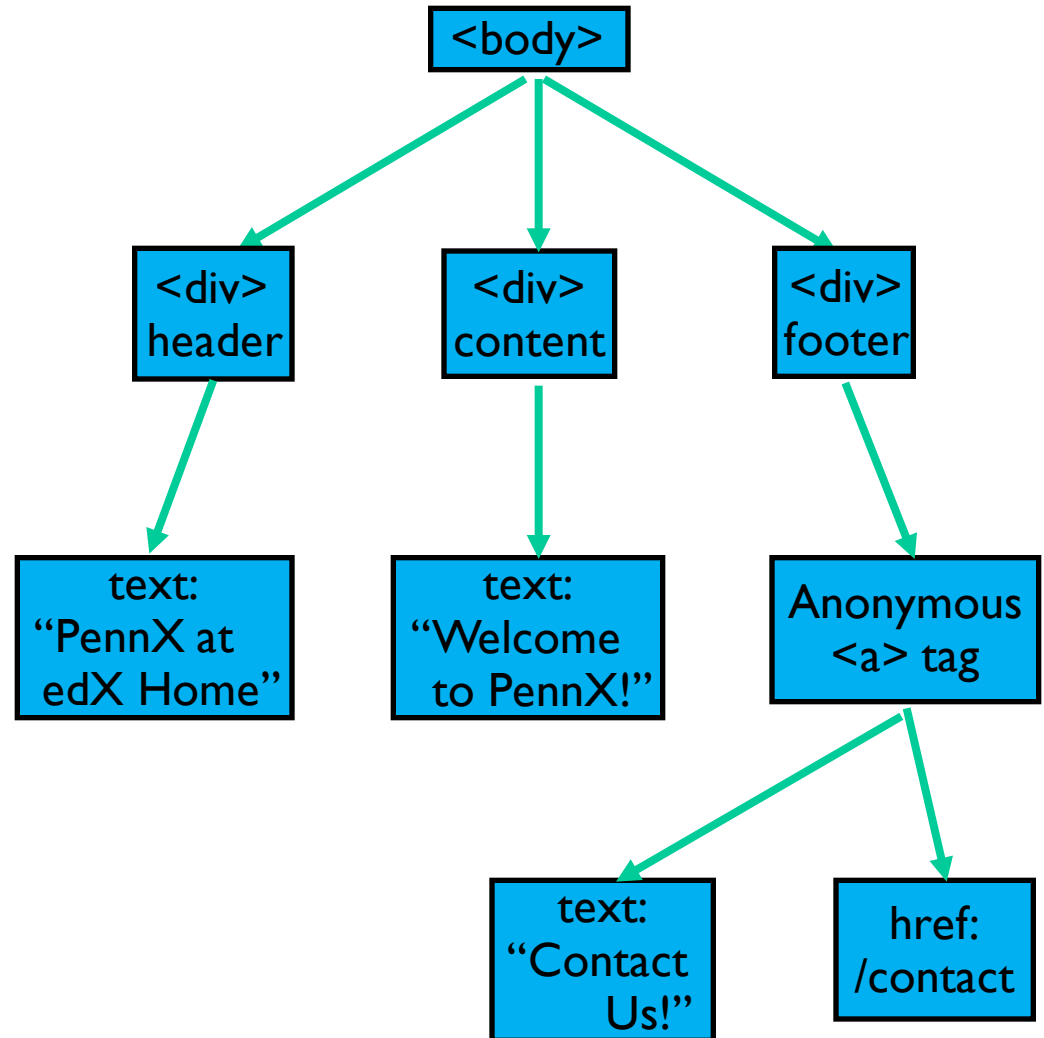 <body>
<div>
header
<div>
content
<div>
footer
text:
“PennX at
edX Home”
text:
“Welcome
to PennX!”
Anonymous
<a> tag
text:
“Contact
Us!”
href:
/contact